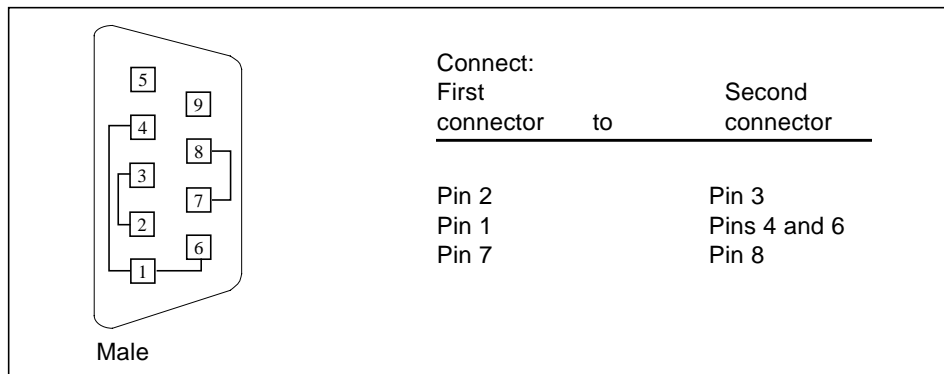 5
9
4
8
3
7
2
6
1
Male
Connect:
First Second
connector to connector
Pin 2 Pin 3
Pin 1 Pins 4 and 6
Pin 7 Pin 8